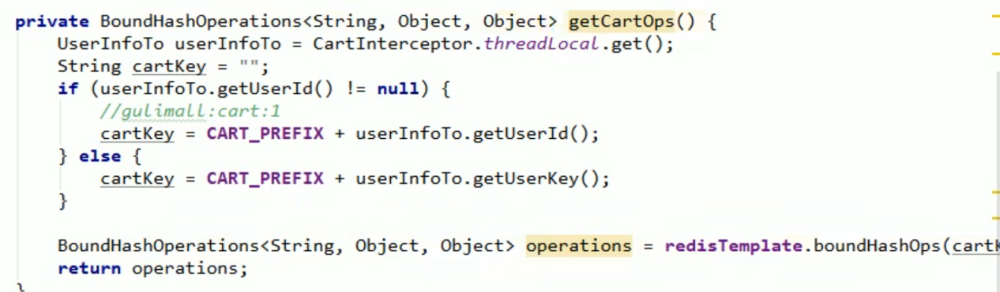 private BoundHashOperations<String, Object, Object> getCartOps() {
    UserInfoTo userInfoTo = CartInterceptor.threadLocal.get();
    String cartKey = "";
    if (userInfoTo.getUserId() != null) {
        //gulimall:cart:1
        cartKey = CART_PREFIX + userInfoTo.getUserId();
    } else {
        cartKey = CART_PREFIX + userInfoTo.getUserKey();
    }
    BoundHashOperations<String, Object, Object> operations = redisTemplate.boundHashOps(cart
    return operations;
}